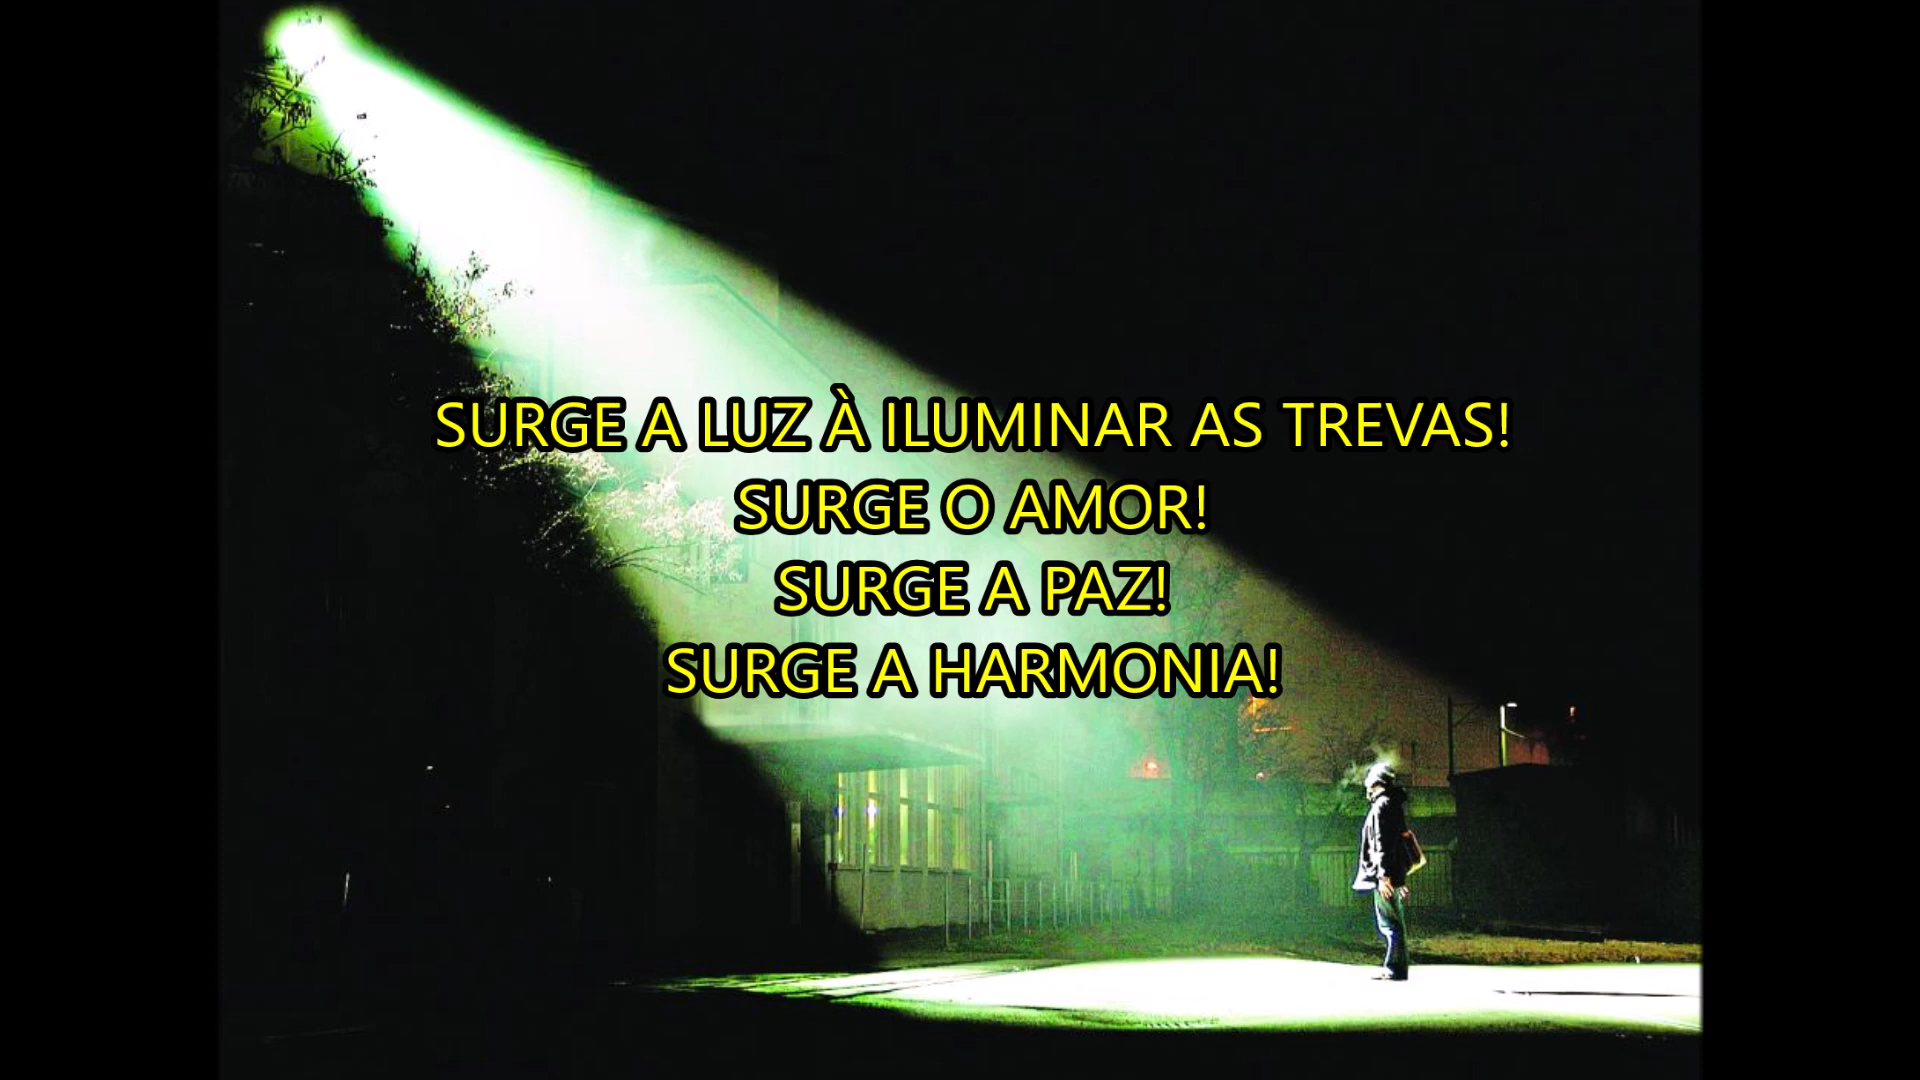 SURGE A LUZ À ILUMINAR AS TREVAS!
SURGE O AMOR!
SURGE A PAZ!
SURGE A HARMONIA!